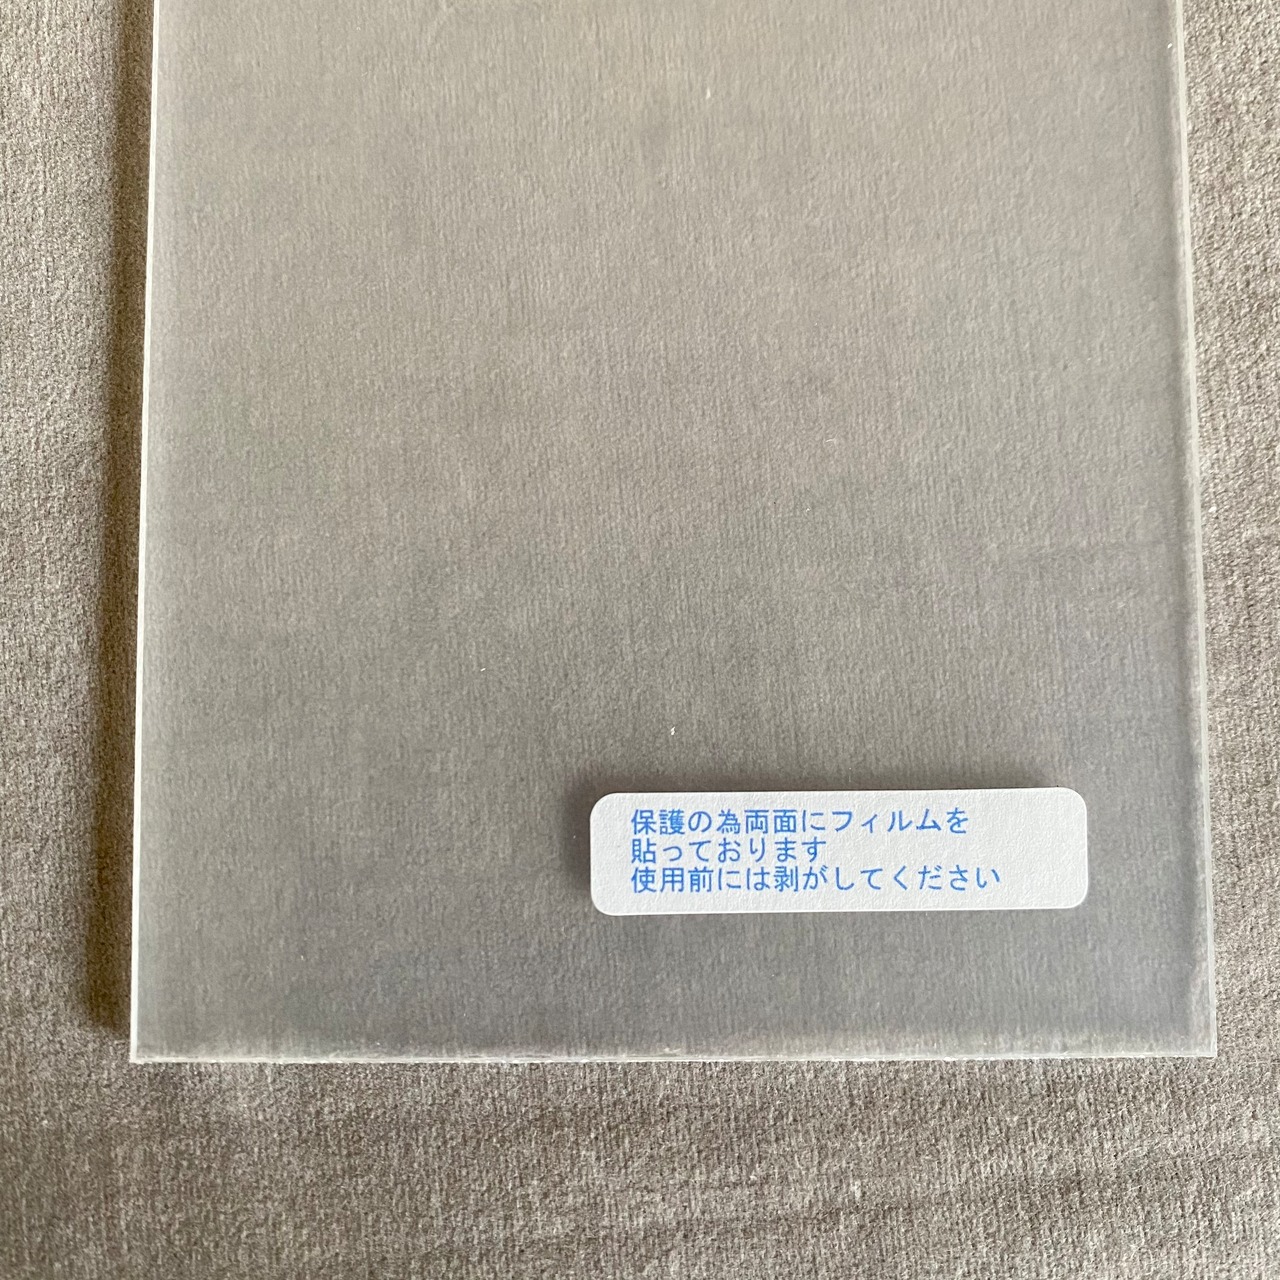 保護の為両面にフィルムを
貼っております
使用前には剥がしてください